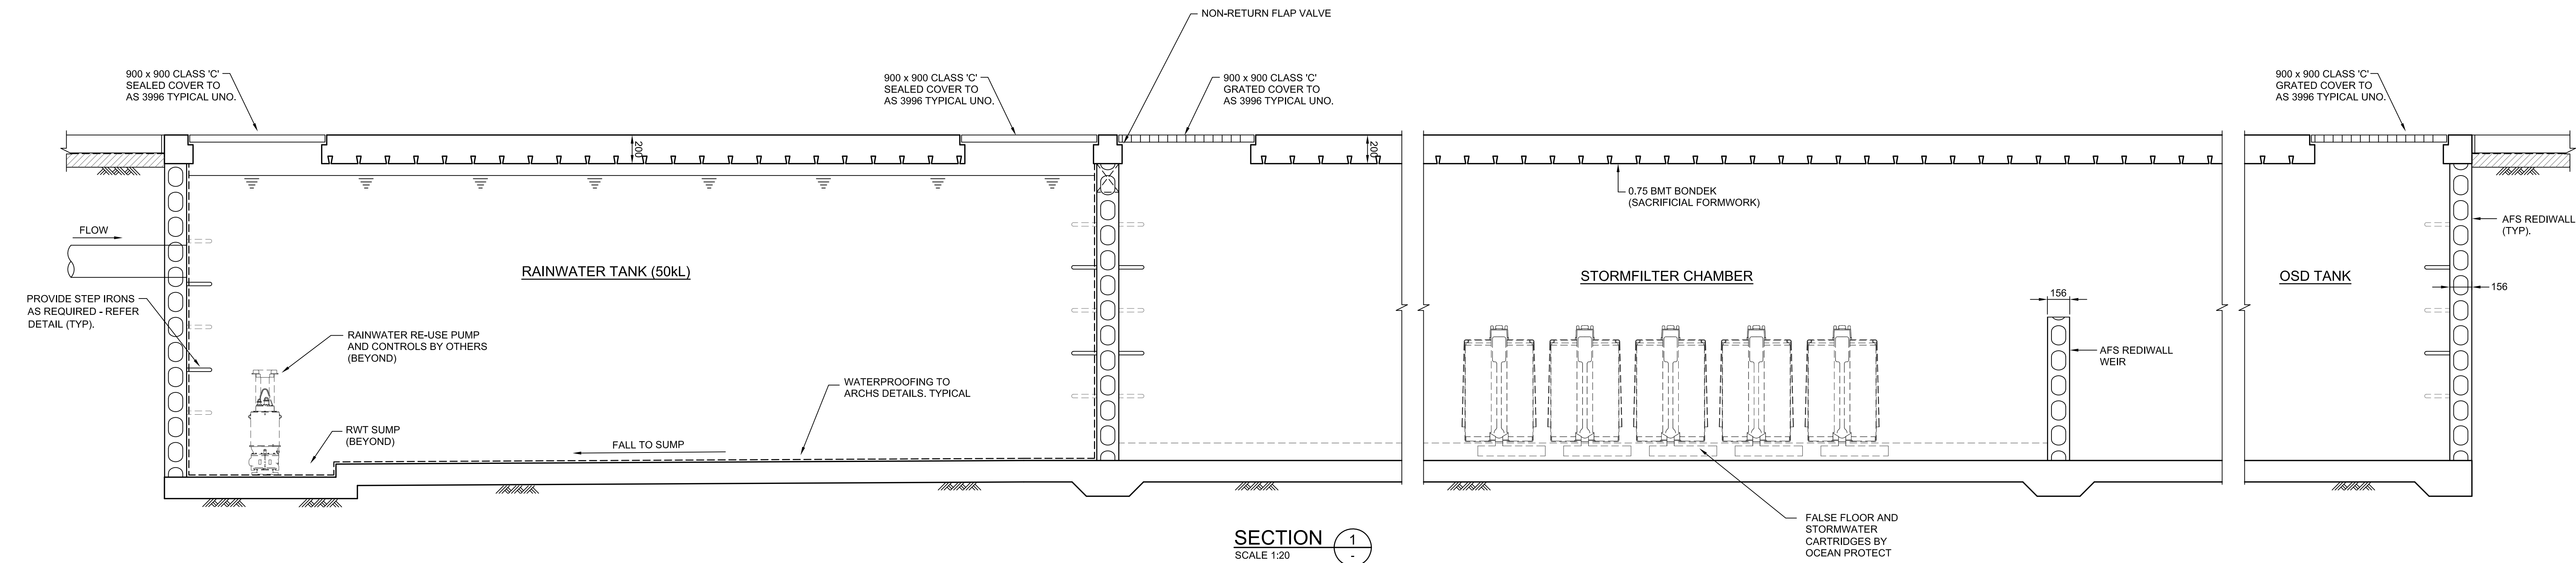 NON-RETURN FLAP VALVE
900 x 900 CLASS 'C'
SEALED COVER TO
AS 3996 TYPICAL UNO.
900 x 900 CLASS 'C'
SEALED COVER TO
AS 3996 TYPICAL UNO.
900 x 900 CLASS 'C'
GRATED COVER TO
AS 3996 TYPICAL UNO.
900 x 900 CLASS 'C'
GRATED COVER TO
AS 3996 TYPICAL UNO.
200
200
0.75 BMT BONDEK
(SACRIFICIAL FORMWORK)
FLOW
AFS REDIWALL
(TYP).
RAINWATER TANK (50kL)
STORMFILTER CHAMBER
OSD TANK
156
156
PROVIDE STEP IRONS
AS REQUIRED - REFER
DETAIL (TYP).
RAINWATER RE-USE PUMP
AND CONTROLS BY OTHERS
(BEYOND)
AFS REDIWALL
WEIR
WATERPROOFING TO
ARCHS DETAILS. TYPICAL
RWT SUMP
(BEYOND)
FALL TO SUMP
FALSE FLOOR AND
STORMWATER
CARTRIDGES BY
OCEAN PROTECT
SECTION 1
SCALE 1:20 -